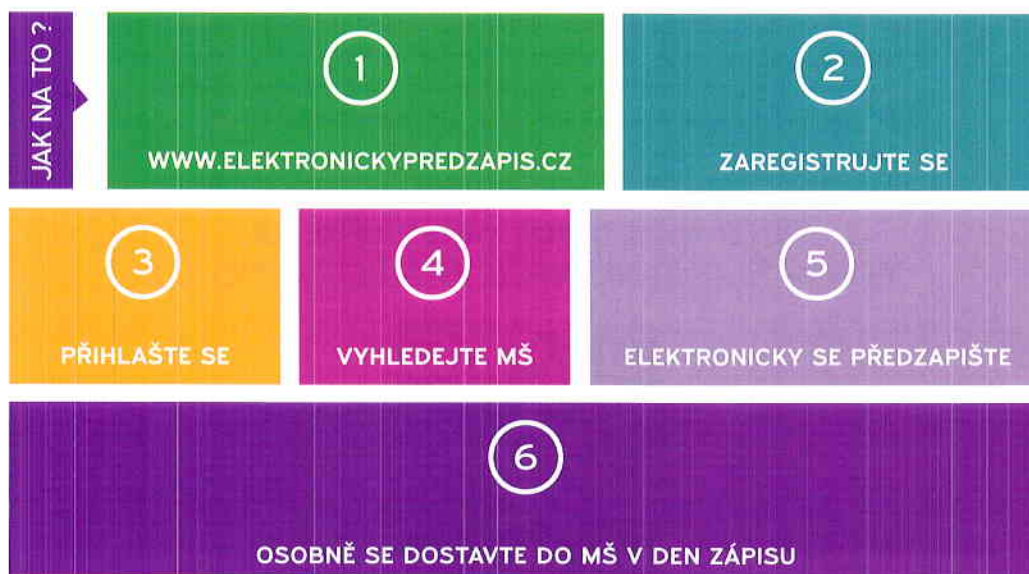 JAK NA TO ?
1
WWW.ELEKTRONICKYPREDZAPIS.CZ
2
ZAREGISTRUJTE SE
3
PŘIHLAŠTE SE
4
VYHLEDEJTE MŠ
5
ELEKTRONICKY SE PŘEDZAPIŠTE
6
OSOBNĚ SE DOSTAVTE DO MŠ V DEN ZÁPISU